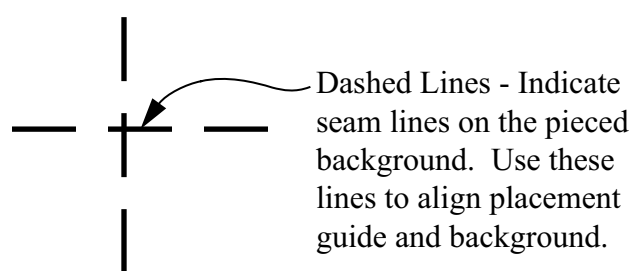 Dashed Lines - Indicate
seam lines on the pieced
background.  Use these
lines to align placement
guide and background.